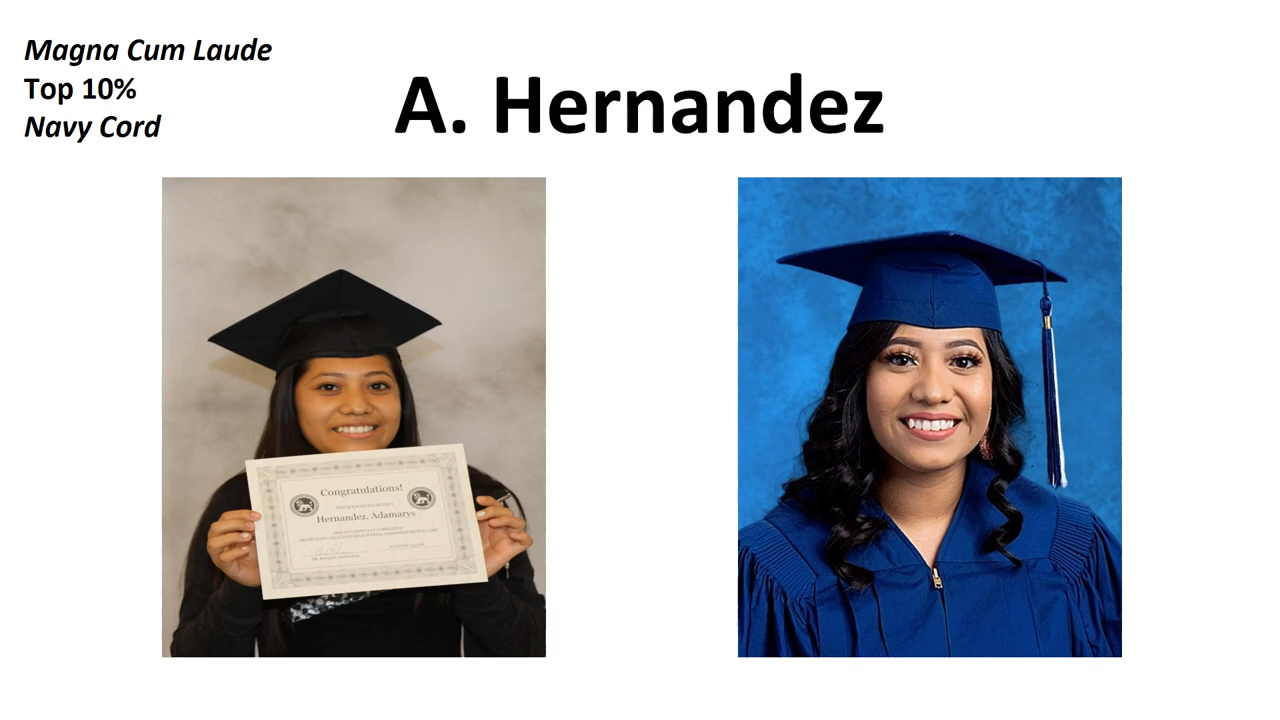 Magna Cum Laude
Top 10%
Navy Cord
A. Hernandez
Congratulations!
Hernandez, Adamarys